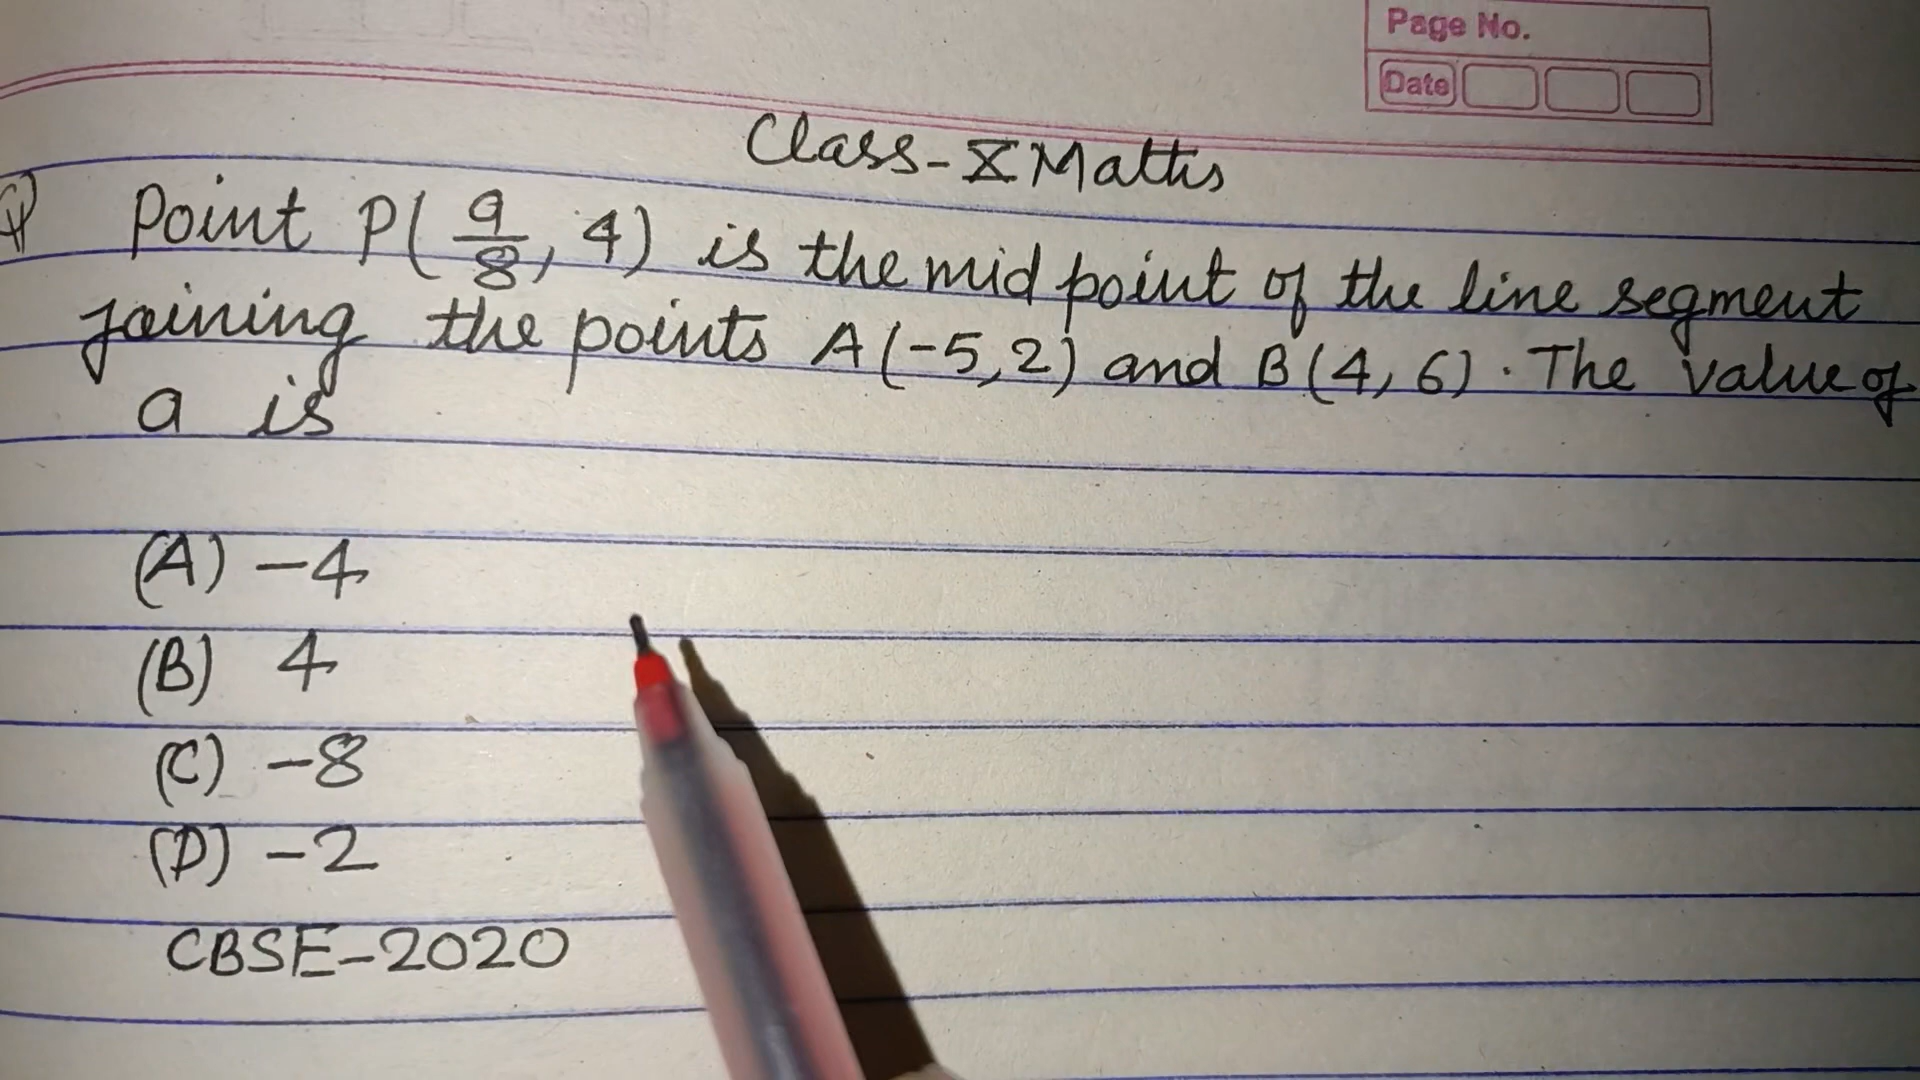 Page No.
Date
Class-X Maths
Q Point P(a/8, 4) is the mid point of the line segment
joining the points A(-5,2) and B(4,6). The value of
a is
(A) -4
(B) 4
(C) -8
(D) -2
CBSE-2020